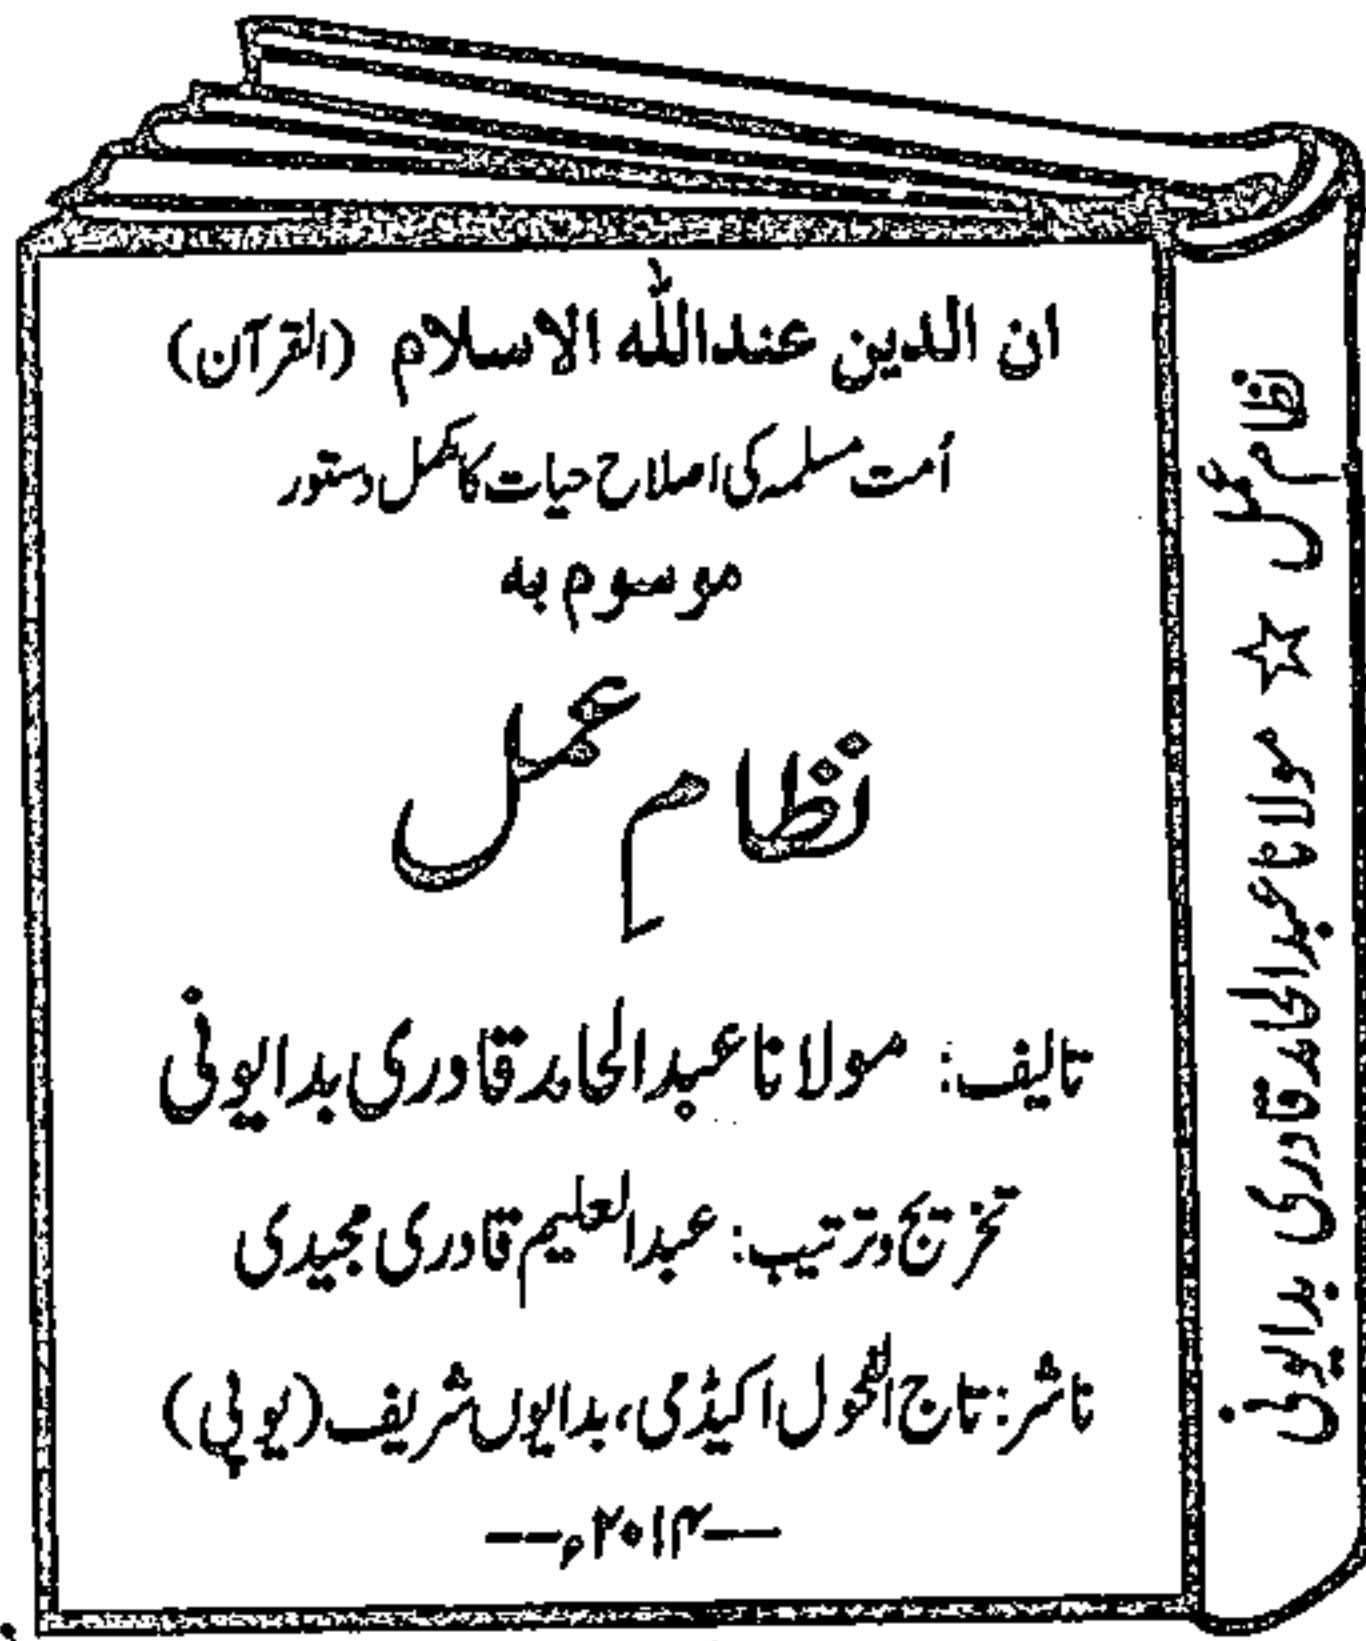 ان الدین عنداللّٰه الاسلام (القرآن)
اُمت مسلمہ کی اصلاح حیات کا مکمل دستور
موسوم بہ
نظامِ عمل
تالیف: مولانا عبدالحامد قادری بدایونی
تخریج و ترتیب: عبدالعلیم قادری مجیدی
ناشر: تاج الفحول اکیڈمی، بدایوں شریف (یوپی)
—۲۰۱۴ء—
نظامِ عمل ☆ مولانا عبدالحامد قادری بدایونی